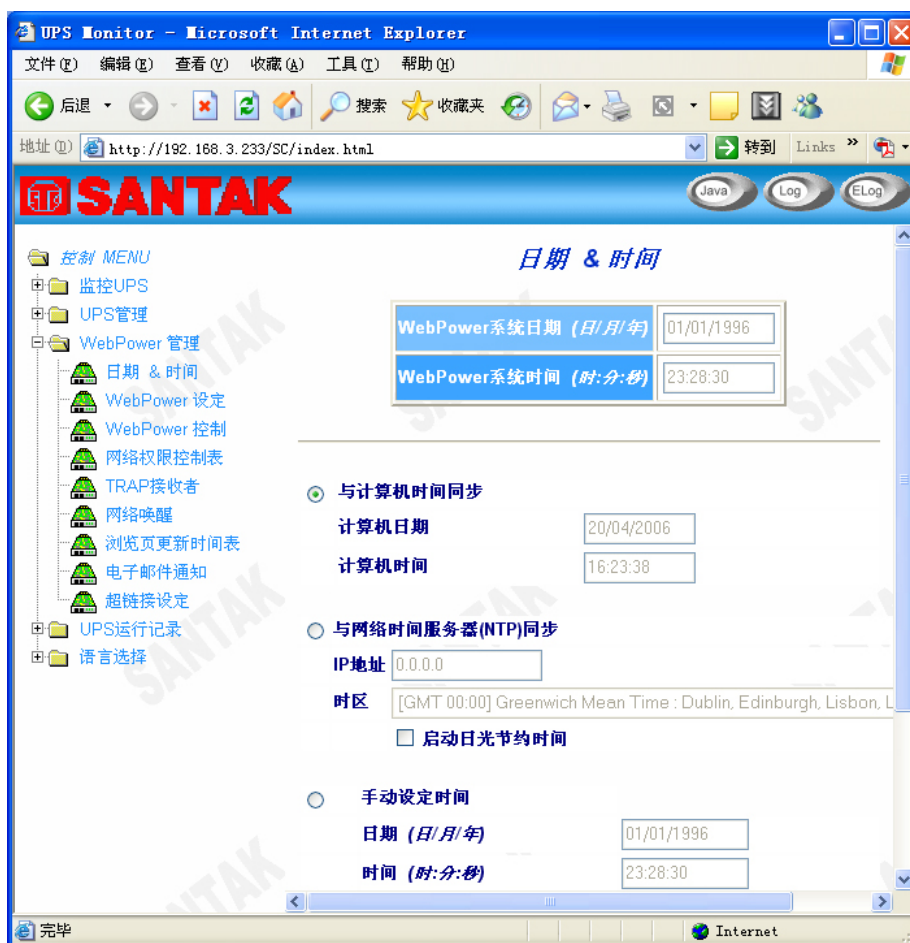 UPS Monitor - Microsoft Internet Explorer
文件(F) 编辑(E) 查看(V) 收藏(A) 工具(T) 帮助(H)
后退 搜索 收藏夹
地址(D) http://192.168.3.233/SC/index.html 转到 Links »
SANTAK Java Log ELog
控制 MENU
监控UPS
UPS管理
WebPower 管理
日期 & 时间
WebPower 设定
WebPower 控制
网络权限控制表
TRAP接收者
网络唤醒
浏览页更新时间表
电子邮件通知
超链接设定
UPS运行记录
语言选择
日期 & 时间
WebPower系统日期 (日/月/年) 01/01/1996
WebPower系统时间 (时:分:秒) 23:28:30
与计算机时间同步
计算机日期 20/04/2006
计算机时间 16:23:38
与网络时间服务器(NTP)同步
IP地址 0.0.0.0
时区 [GMT 00:00] Greenwich Mean Time : Dublin, Edinburgh, Lisbon, L
启动日光节约时间
手动设定时间
日期 (日/月/年) 01/01/1996
时间 (时:分:秒) 23:28:30
SANTAK
SANTAK
SANTAK
SANTAK
完毕 Internet